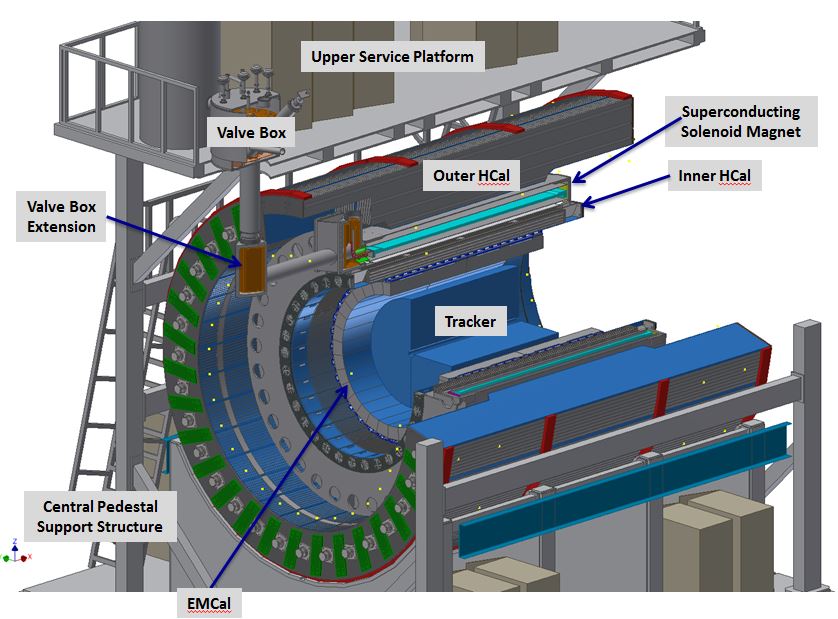 Upper Service Platform
Valve Box
Superconducting
Solenoid Magnet
Outer HCal
Inner HCal
Valve Box
Extension
Tracker
Central Pedestal
Support Structure
EMCal
Z
Y
X